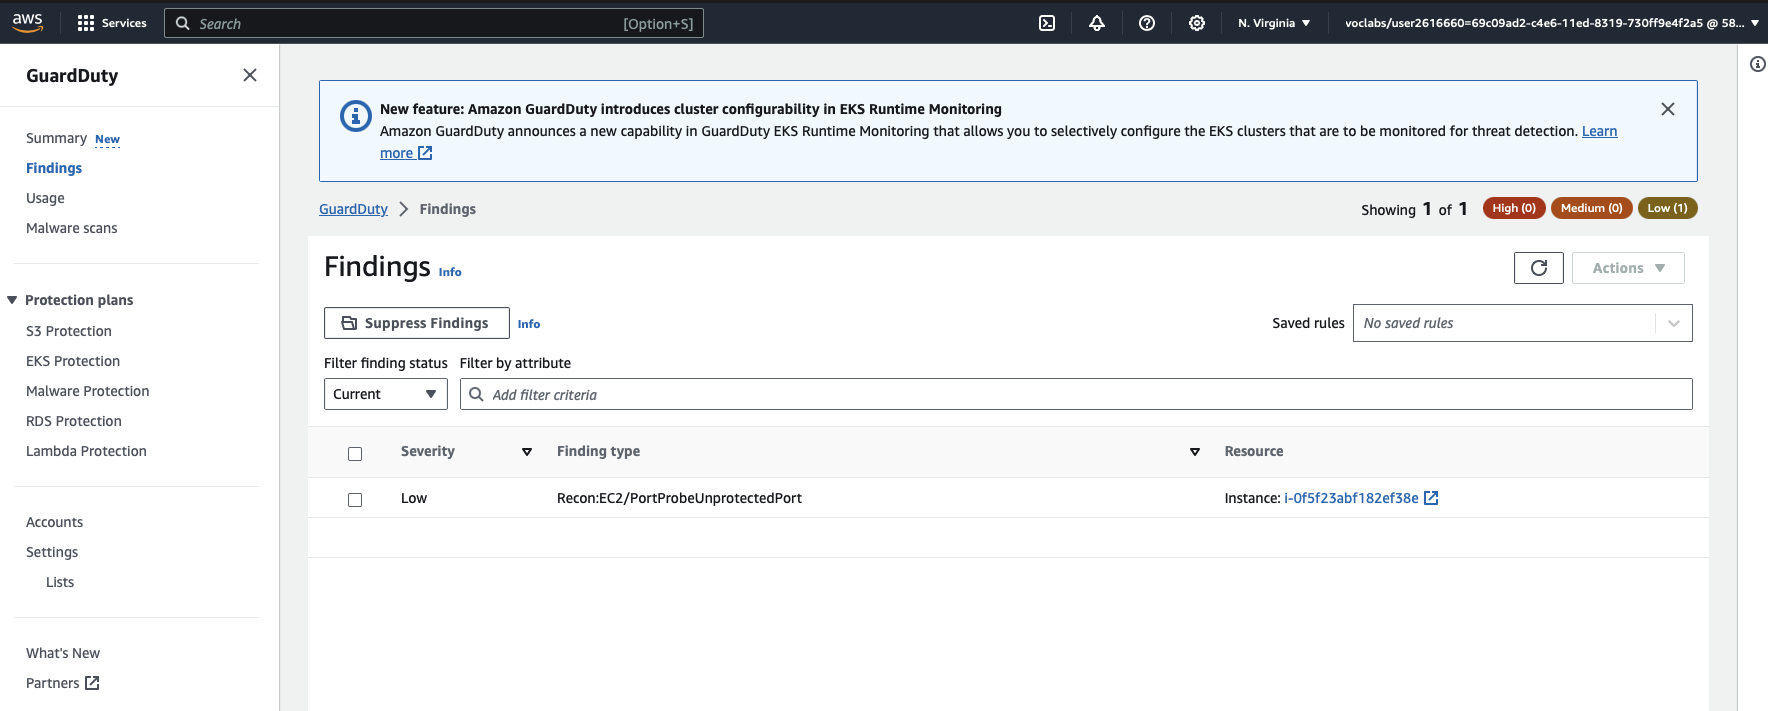 aws
Services
Search
[Option+S]
N. Virginia
voclabs/user2616660=69c09ad2-c4e6-11ed-8319-730ff9e4f2a5 @ 58...
GuardDuty
Summary New
Findings
Usage
Malware scans
Protection plans
S3 Protection
EKS Protection
Malware Protection
RDS Protection
Lambda Protection
Accounts
Settings
Lists
What's New
Partners
New feature: Amazon GuardDuty introduces cluster configurability in EKS Runtime Monitoring
Amazon GuardDuty announces a new capability in GuardDuty EKS Runtime Monitoring that allows you to selectively configure the EKS clusters that are to be monitored for threat detection. Learn
more
GuardDuty Findings
Showing 1 of 1 High (0) Medium (0) Low (1)
Findings Info
Actions
Suppress Findings Info
Saved rules No saved rules
Filter finding status Filter by attribute
Current Add filter criteria
Severity Finding type Resource
Low Recon:EC2/PortProbeUnprotectedPort Instance: i-0f5f23abf182ef38e